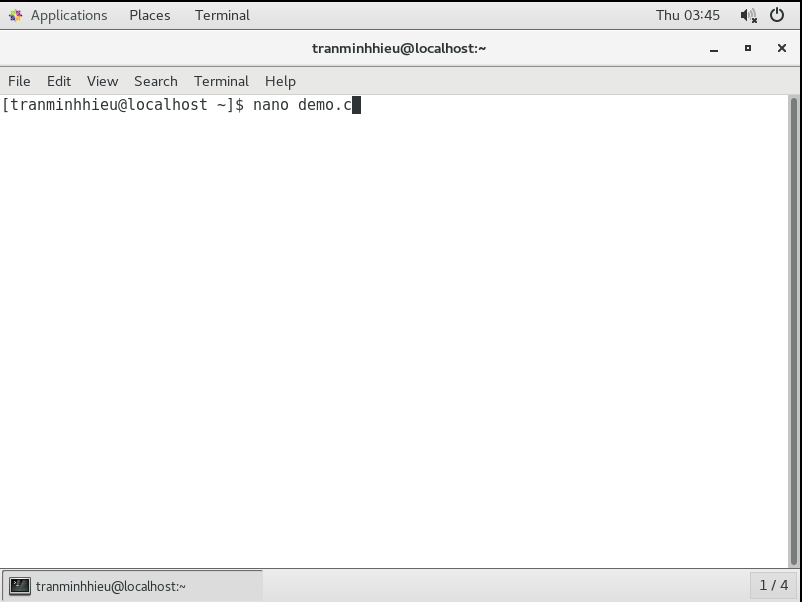 Applications Places Terminal Thu 03:45
tranminhhieu@localhost:~
File Edit View Search Terminal Help
[tranminhhieu@localhost ~]$ nano demo.c
tranminhhieu@localhost:~ 1 / 4